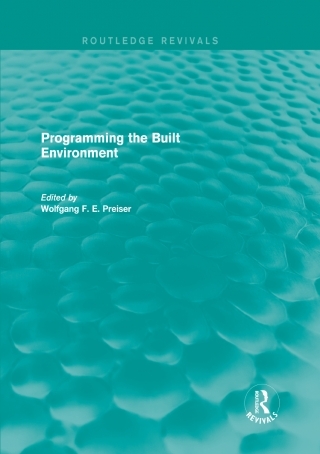 ROUTLEDGE REVIVALS
Programming the Built
Environment
Edited by
Wolfgang F. E. Preiser
ROUTLEDGE
REVIVALS